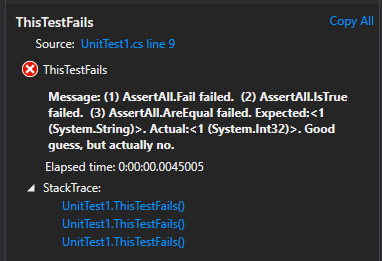 ThisTestFails
Copy All
Source: UnitTest1.cs line 9
ThisTestFails
Message: (1) AssertAll.Fail failed.  (2) AssertAll.IsTrue
failed.  (3) AssertAll.AreEqual failed. Expected:<1
(System.String)>. Actual:<1 (System.Int32)>. Good
guess, but actually no.
Elapsed time: 0:00:00.0045005
StackTrace:
UnitTest1.ThisTestFails()
UnitTest1.ThisTestFails()
UnitTest1.ThisTestFails()